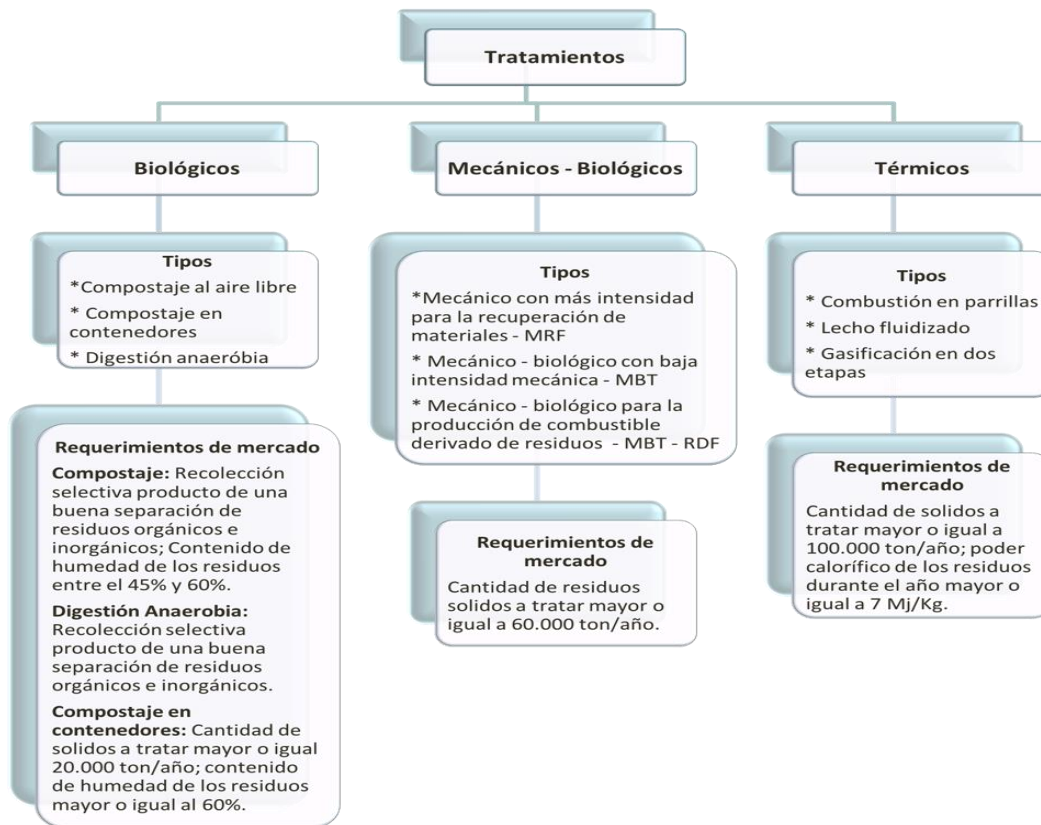 Tratamientos
Biológicos
Tipos
*Compostaje al aire libre
* Compostaje en
contenedores
* Digestión anaeróbia
Requerimientos de mercado
Compostaje: Recolección
selectiva producto de una
buena separación de
residuos orgánicos e
inorgánicos; Contenido de
humedad de los residuos
entre el 45% y 60%.
Digestión Anaerobia:
Recolección selectiva
producto de una buena
separación de residuos
orgánicos e inorgánicos.
Compostaje en
contenedores: Cantidad de
solidos a tratar mayor o igual
20.000 ton/año; contenido
de humedad de los residuos
mayor o igual al 60%.
Mecánicos - Biológicos
Tipos
*Mecánico con más intensidad
para la recuperación de
materiales - MRF
* Mecánico - biológico con baja
intensidad mecánica - MBT
* Mecánico - biológico para la
producción de combustible
derivado de residuos - MBT - RDF
Requerimientos de
mercado
Cantidad de residuos
solidos a tratar mayor o
igual a 60.000 ton/año.
Térmicos
Tipos
* Combustión en parrillas
* Lecho fluidizado
* Gasificación en dos
etapas
Requerimientos de
mercado
Cantidad de solidos a
tratar mayor o igual a
100.000 ton/año; poder
calorífico de los residuos
durante el año mayor o
igual a 7 Mj/Kg.